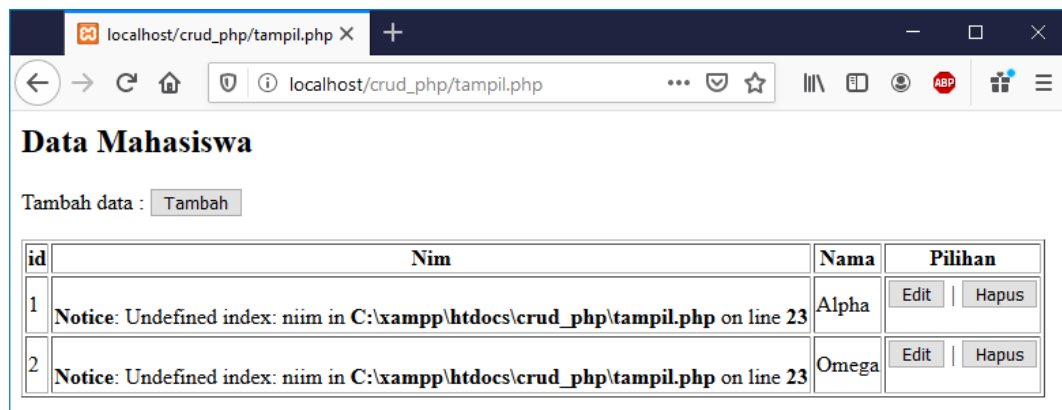 localhost/crud_php/tampil.php
localhost/crud_php/tampil.php
ABP
Data Mahasiswa
Tambah data : Tambah
id Nim Nama Pilihan
1 Notice: Undefined index: niim in C:\xampp\htdocs\crud_php\tampil.php on line 23 Alpha Edit | Hapus
2 Notice: Undefined index: niim in C:\xampp\htdocs\crud_php\tampil.php on line 23 Omega Edit | Hapus